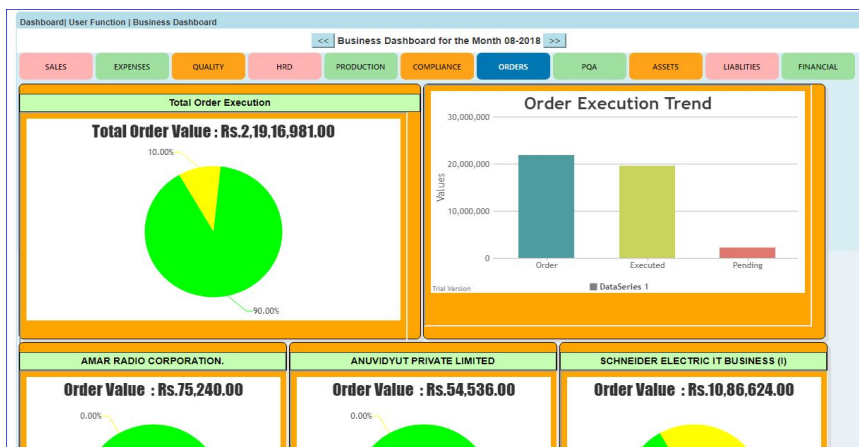 Dashboard| User Function | Business Dashboard
<< Business Dashboard for the Month 08-2018 >>
SALES EXPENSES QUALITY HRD PRODUCTION COMPLIANCE ORDERS PQA ASSETS LIABLITIES FINANCIAL
Total Order Execution
Total Order Value : Rs.2,19,16,981.00
10.00%
90.00%
Order Execution Trend
30,000,000
20,000,000
10,000,000
0
Values
Order Executed Pending
Trial Version
DataSeries 1
AMAR RADIO CORPORATION.
Order Value : Rs.75,240.00
0.00%
ANUVIDYUT PRIVATE LIMITED
Order Value : Rs.54,536.00
0.00%
SCHNEIDER ELECTRIC IT BUSINESS (I)
Order Value : Rs.10,86,624.00